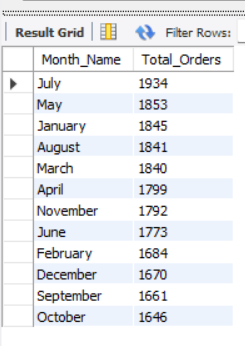 Result Grid Filter Rows:
Month_Name Total_Orders
July 1934
May 1853
January 1845
August 1841
March 1840
April 1799
November 1792
June 1773
February 1684
December 1670
September 1661
October 1646